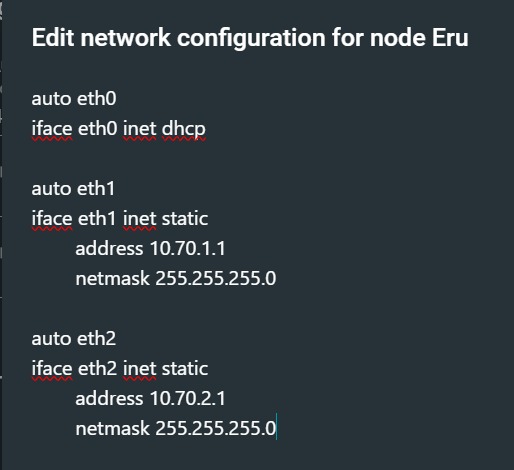 Edit network configuration for node Eru
auto eth0
iface eth0 inet dhcp
auto eth1
iface eth1 inet static
address 10.70.1.1
netmask 255.255.255.0
auto eth2
iface eth2 inet static
address 10.70.2.1
netmask 255.255.255.0